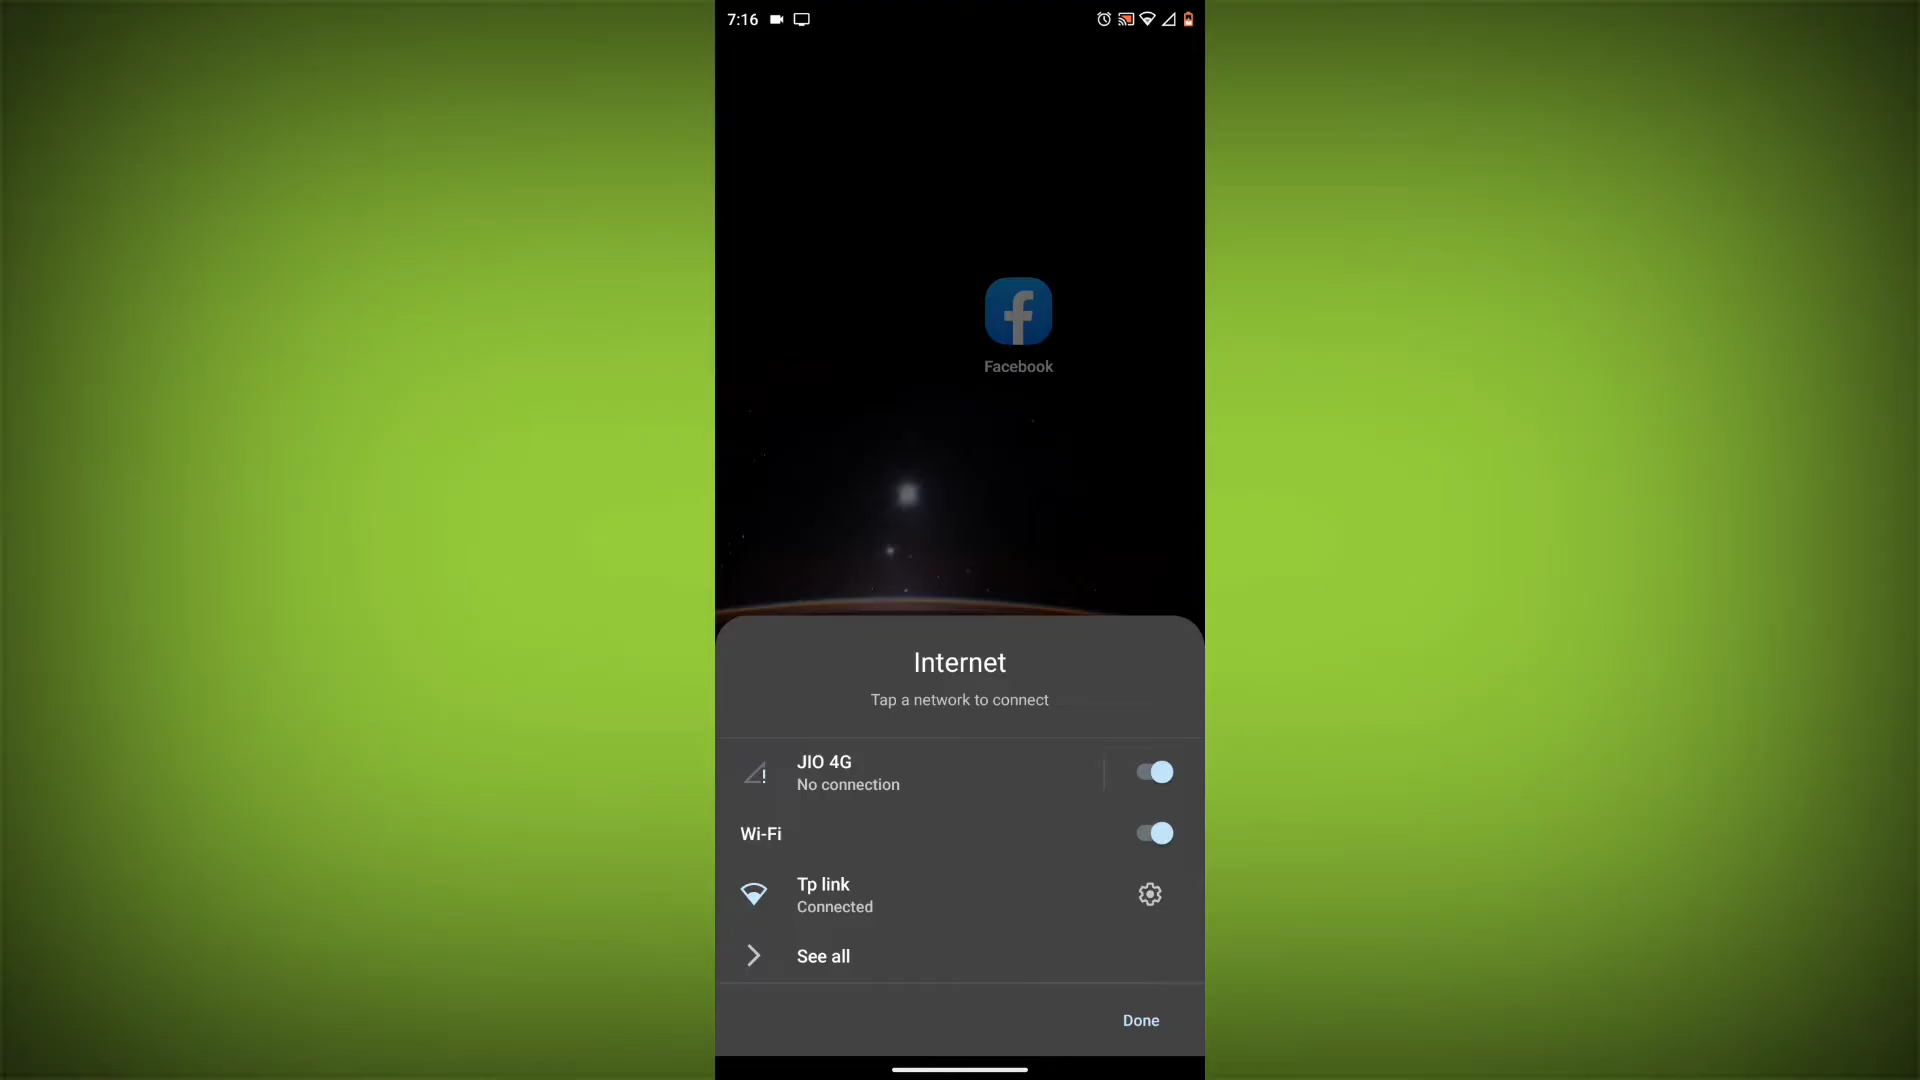 7:16
Facebook
Internet
Tap a network to connect
JIO 4G
No connection
Wi-Fi
Tp link
Connected
See all
Done